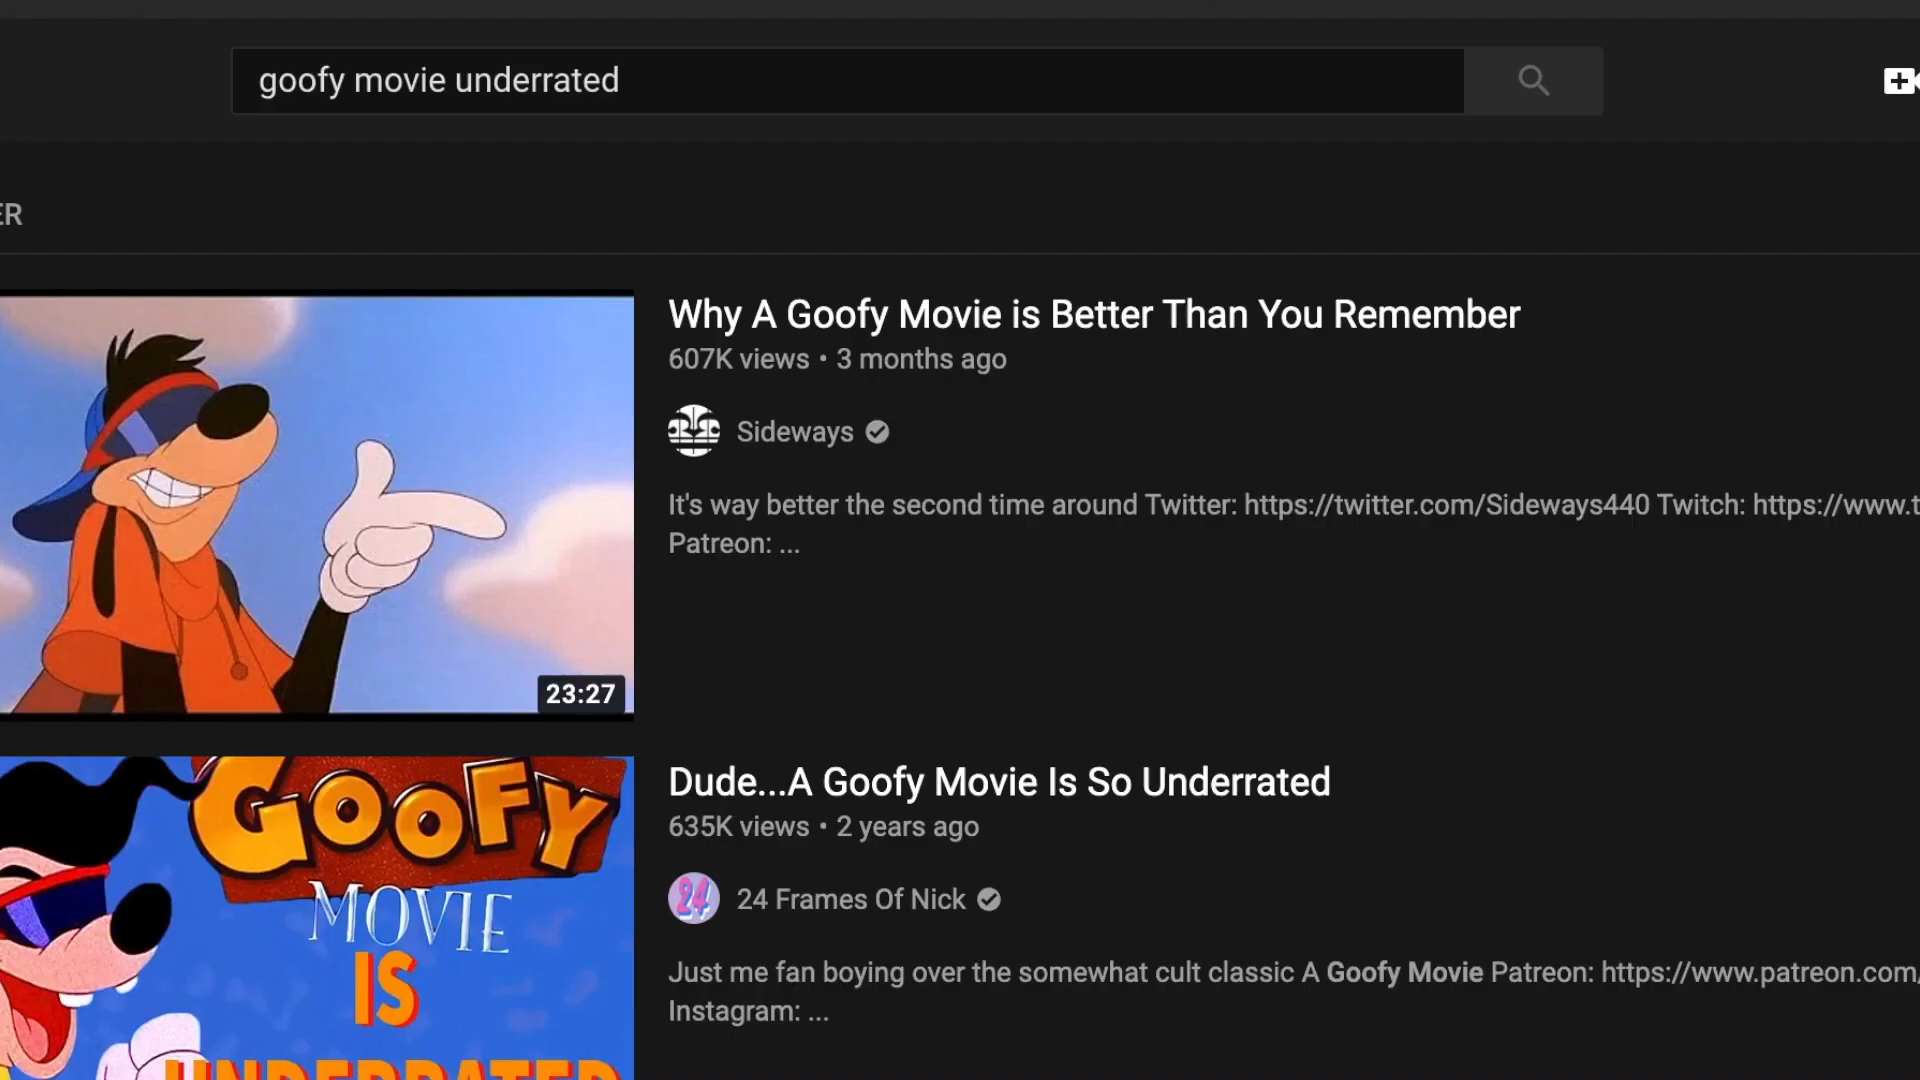 goofy movie underrated
ER
Why A Goofy Movie is Better Than You Remember
607K views • 3 months ago
Sideways
It's way better the second time around Twitter: https://twitter.com/Sideways440 Twitch: https://www.t
Patreon: ...
23:27
GOOFY
MOVIE
IS
UNDERRATED
Dude...A Goofy Movie Is So Underrated
635K views • 2 years ago
24
24 Frames Of Nick
Just me fan boying over the somewhat cult classic A Goofy Movie Patreon: https://www.patreon.com/
Instagram: ...